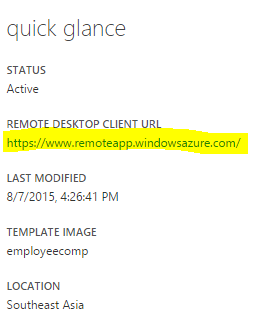 quick glance
STATUS
Active
REMOTE DESKTOP CLIENT URL
https://www.remoteapp.windowsazure.com/
LAST MODIFIED
8/7/2015, 4:26:41 PM
TEMPLATE IMAGE
employeecomp
LOCATION
Southeast Asia